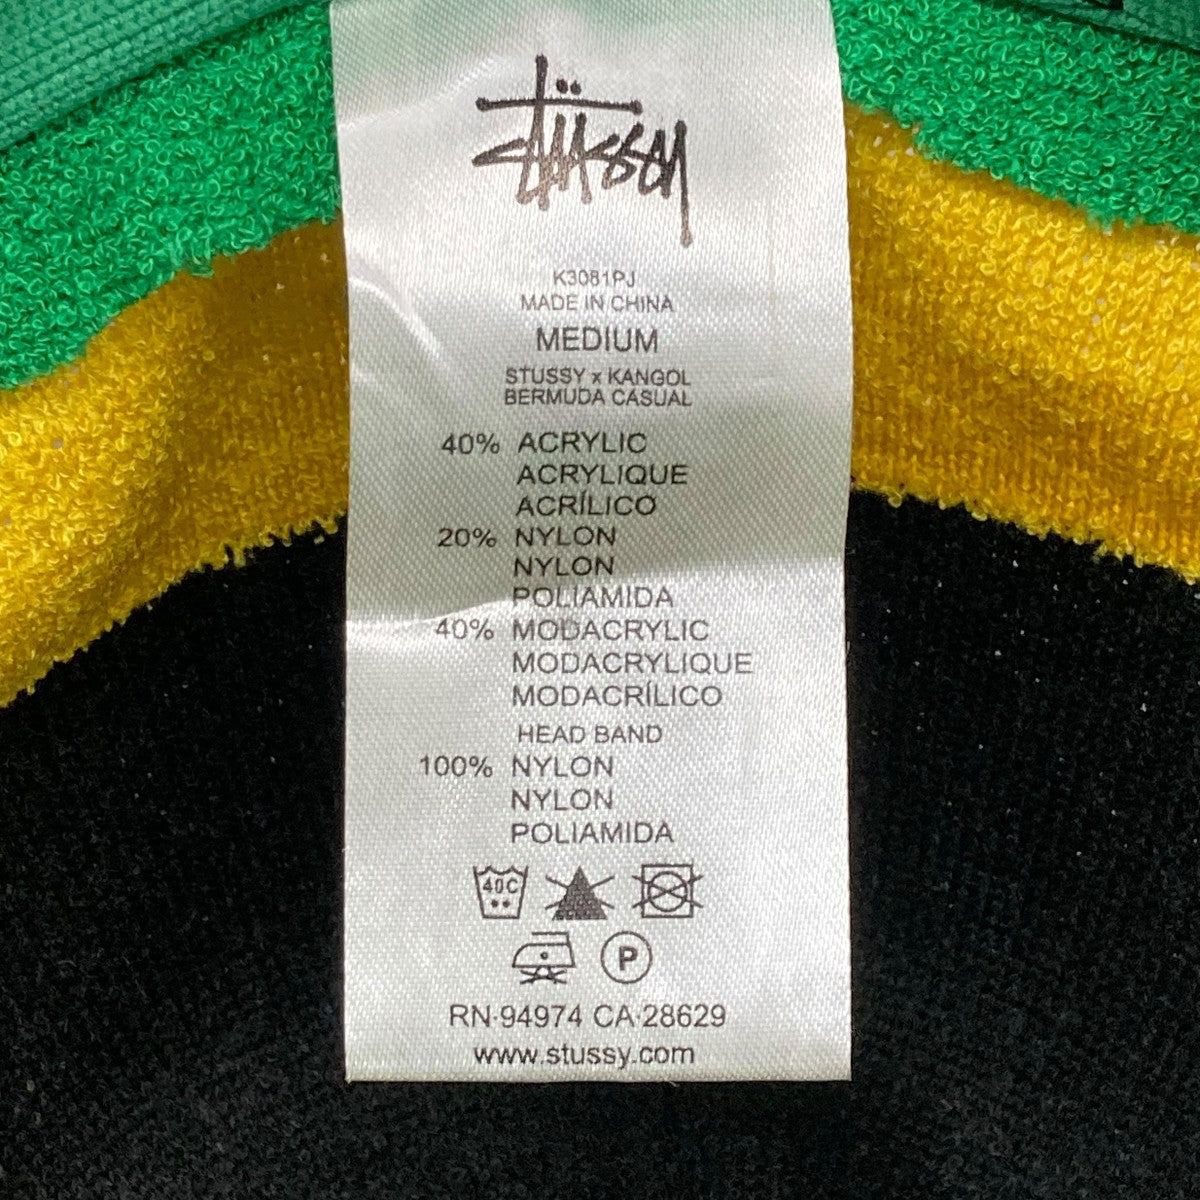 Stüssy
K3081PJ
MADE IN CHINA
MEDIUM
STUSSY x KANGOL
BERMUDA CASUAL
40% ACRYLIC
ACRYLIQUE
ACRÍLICO
20% NYLON
NYLON
POLIAMIDA
40% MODACRYLIC
MODACRYLIQUE
MODACRÍLICO
HEAD BAND
100% NYLON
NYLON
POLIAMIDA
40C
P
RN-94974 CA-28629
www.stussy.com